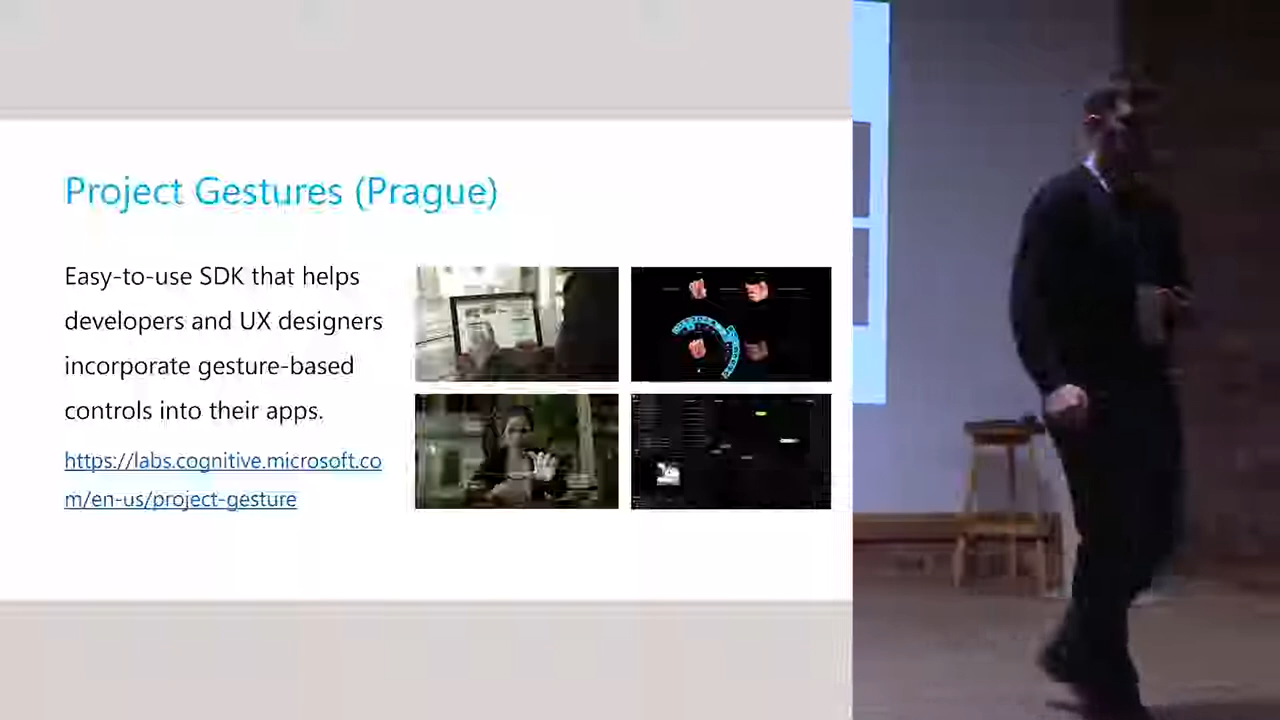 Project Gestures (Prague)
Easy-to-use SDK that helps
developers and UX designers
incorporate gesture-based
controls into their apps.
https://labs.cognitive.microsoft.co
m/en-us/project-gesture